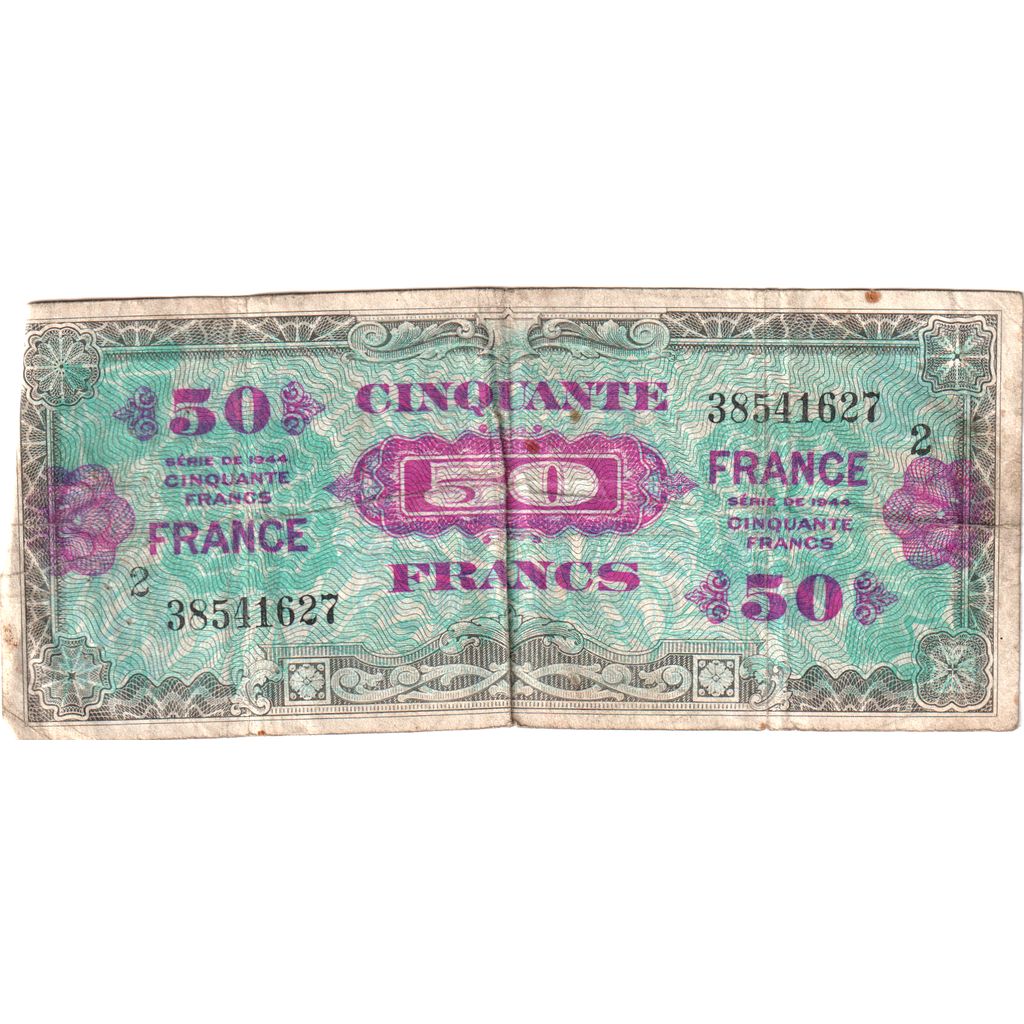 50
SÉRIE DE 1944
CINQUANTE
FRANCS
FRANCE
2
38541627
CINQUANTE
50
FRANCS
38541627
2
FRANCE
SÉRIE DE 1944
CINQUANTE
FRANCS
50